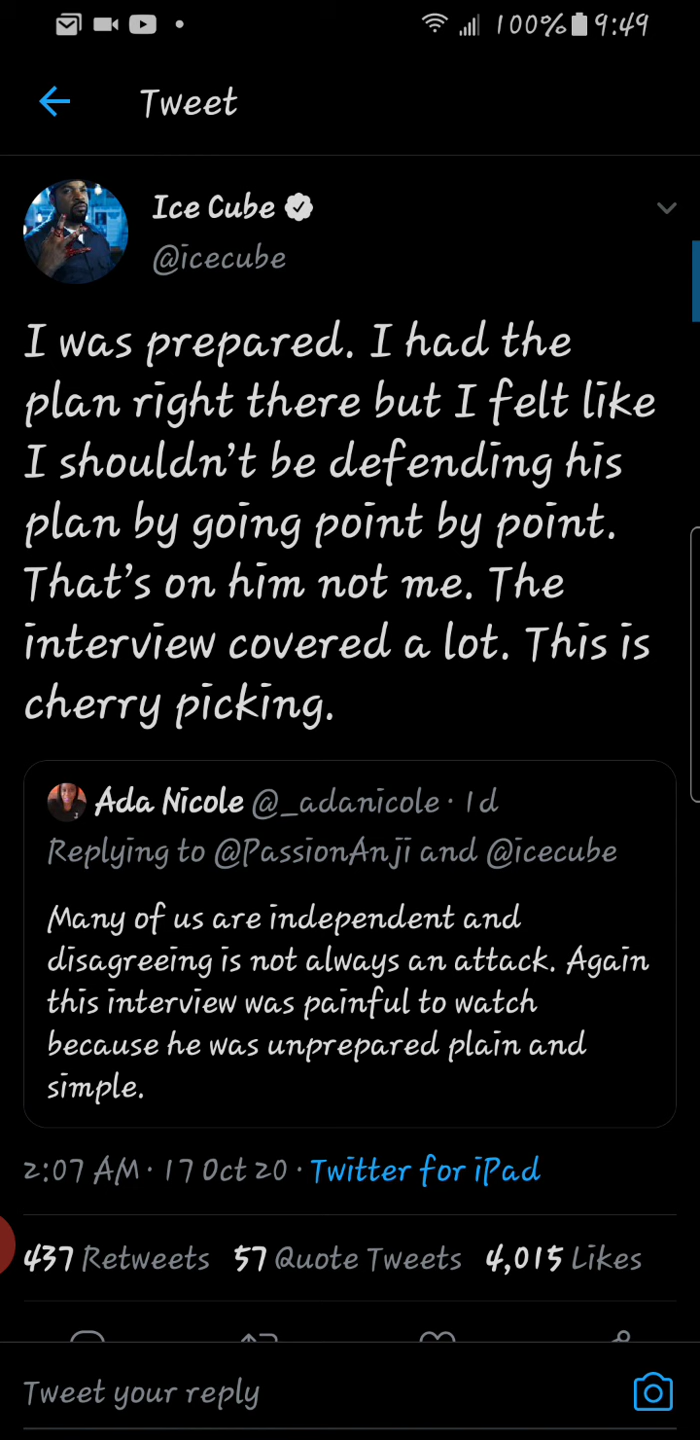 100% 9:49
Tweet
Ice Cube
@icecube
I was prepared. I had the
plan right there but I felt like
I shouldn't be defending his
plan by going point by point.
That's on him not me. The
interview covered a lot. This is
cherry picking.
Ada Nicole @_adanicole · 1d
Replying to @PassionAnji and @icecube
Many of us are independent and
disagreeing is not always an attack. Again
this interview was painful to watch
because he was unprepared plain and
simple.
2:07 AM · 17 Oct 20 · Twitter for iPad
437 Retweets 57 Quote Tweets 4,015 Likes
Tweet your reply